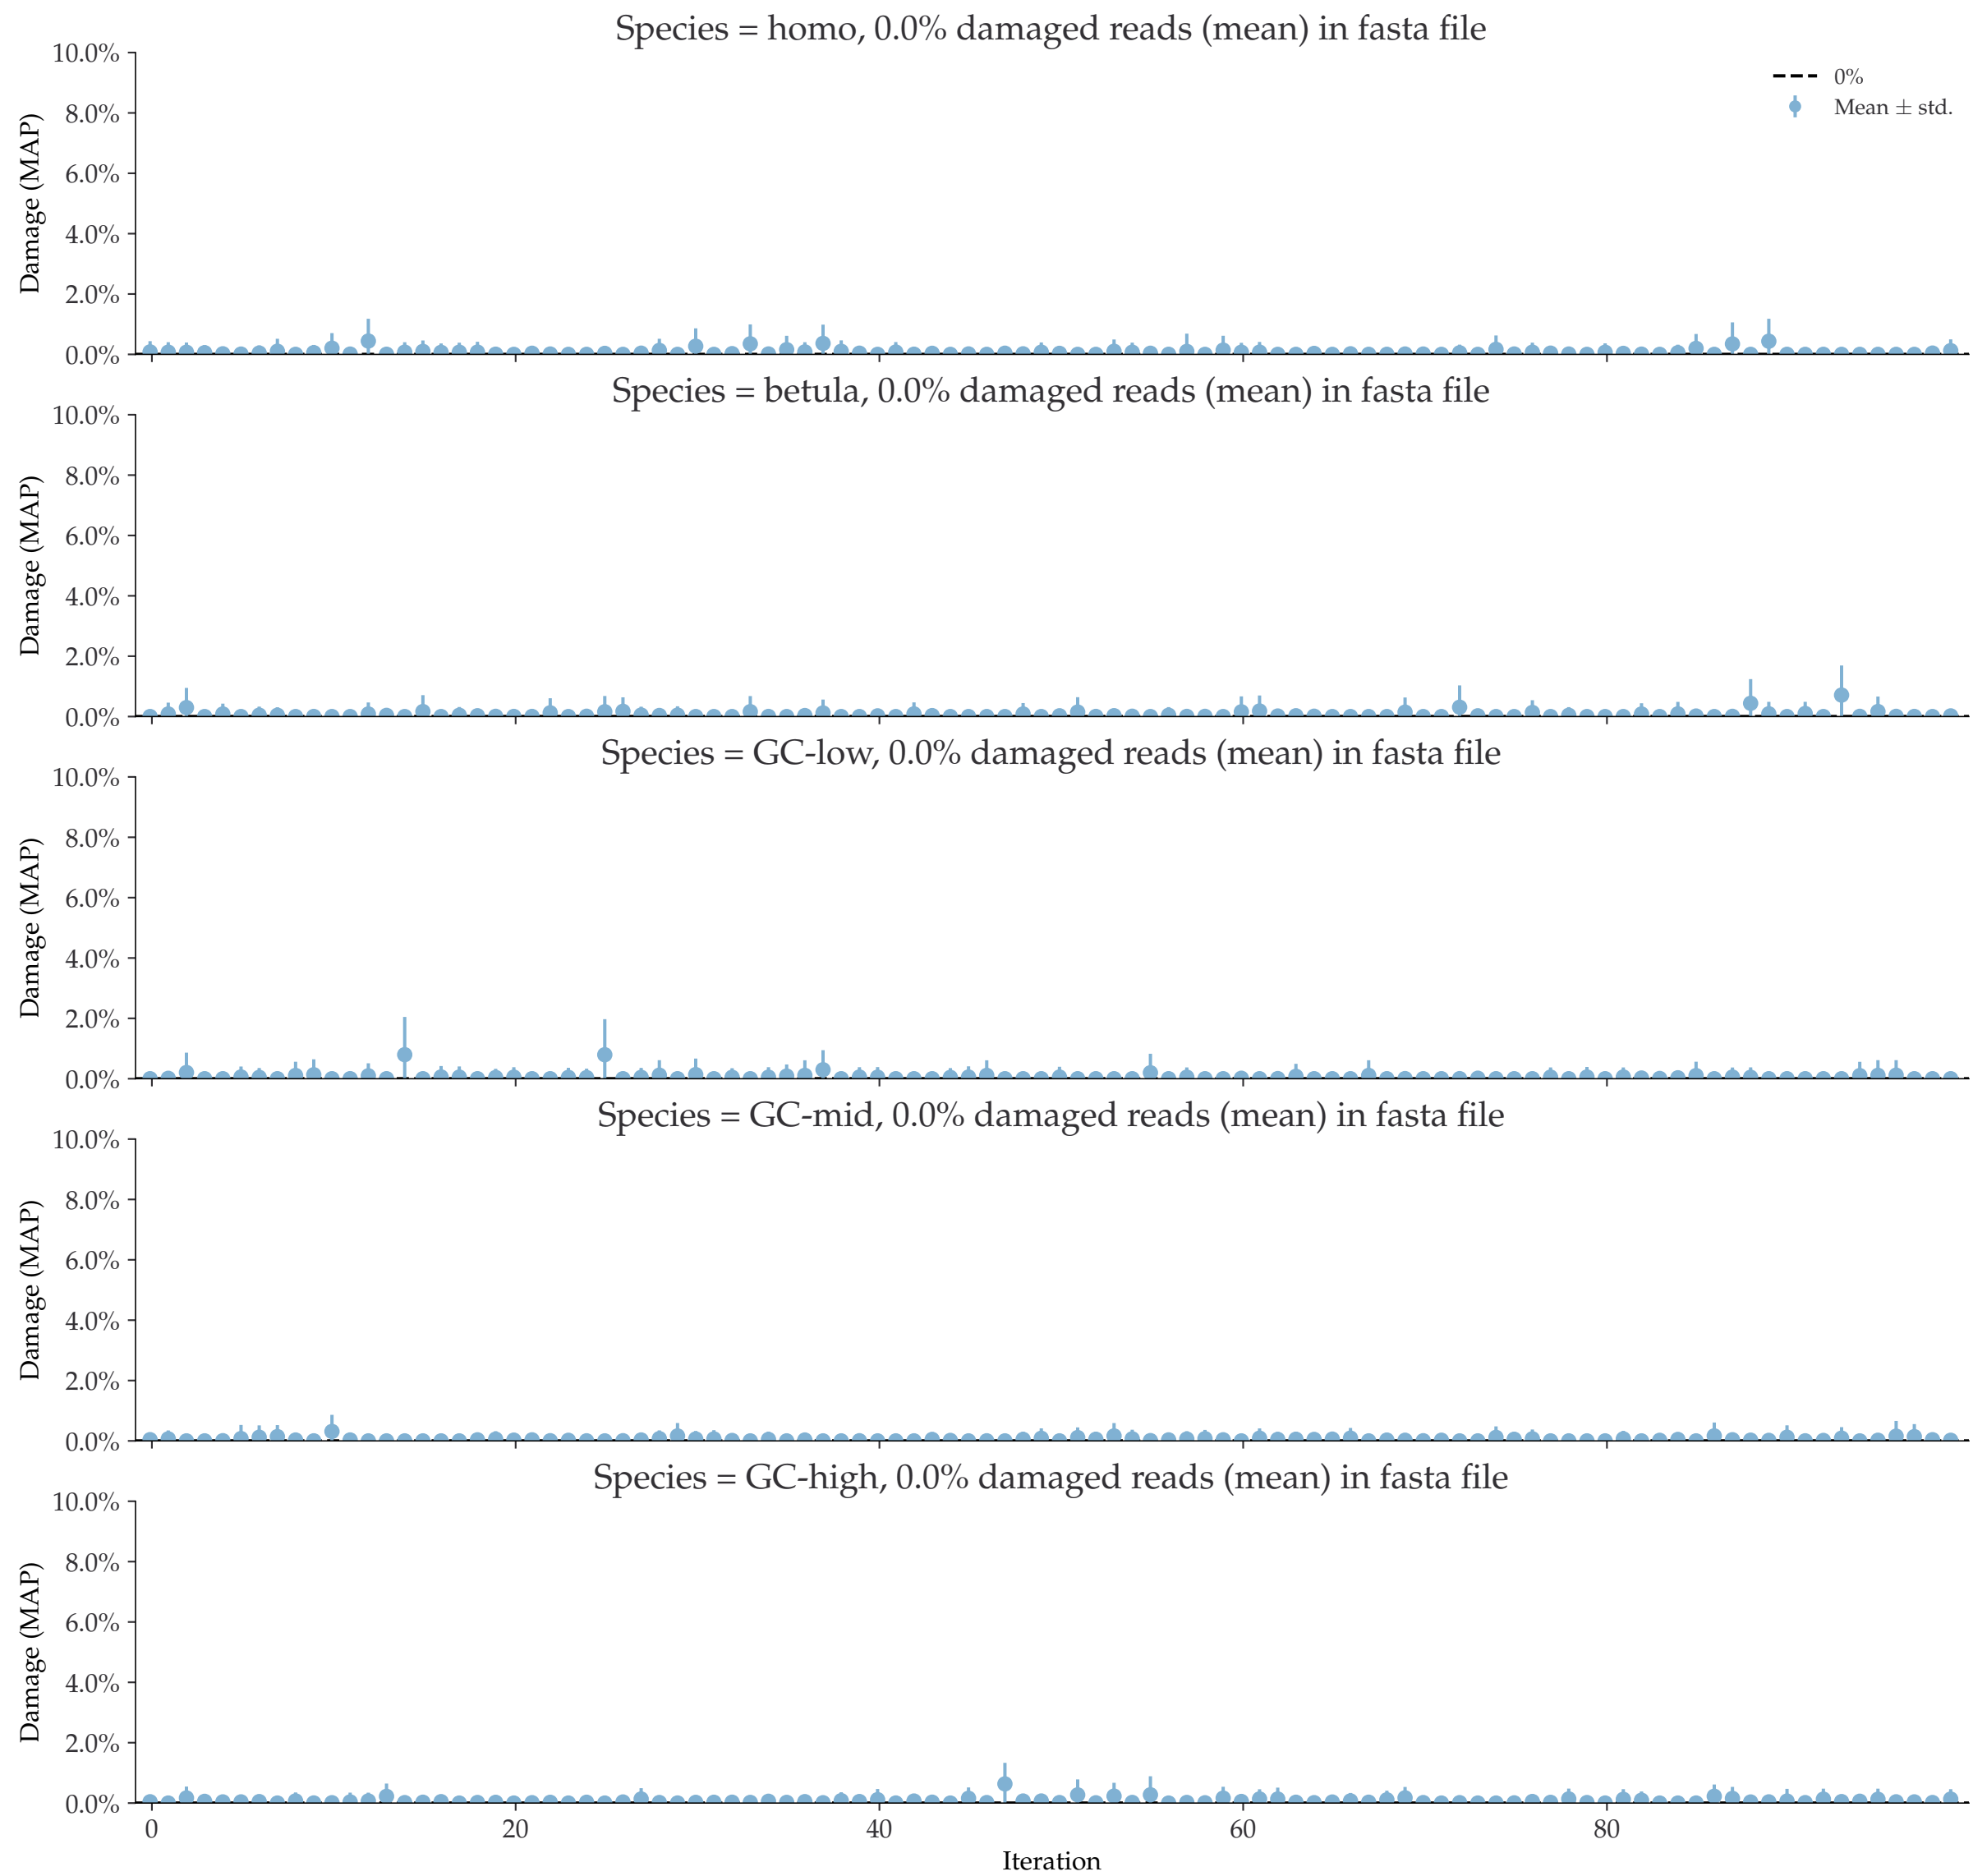 Species = homo, 0.0% damaged reads (mean) in fasta file
10.0%
8.0%
6.0%
4.0%
2.0%
0.0%
Damage (MAP)
0%
Mean ± std.
Species = betula, 0.0% damaged reads (mean) in fasta file
10.0%
8.0%
6.0%
4.0%
2.0%
0.0%
Damage (MAP)
Species = GC-low, 0.0% damaged reads (mean) in fasta file
10.0%
8.0%
6.0%
4.0%
2.0%
0.0%
Damage (MAP)
Species = GC-mid, 0.0% damaged reads (mean) in fasta file
10.0%
8.0%
6.0%
4.0%
2.0%
0.0%
Damage (MAP)
Species = GC-high, 0.0% damaged reads (mean) in fasta file
10.0%
8.0%
6.0%
4.0%
2.0%
0.0%
Damage (MAP)
0 20 40 60 80
Iteration